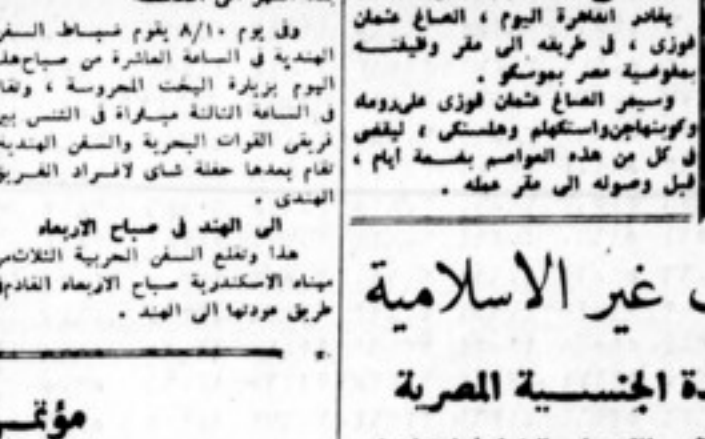 يغادر القاهرة اليوم ، الصاغ عثمان
فوزى ، فى طريقه الى مقر وظيفتــه
بمفوضية مصر بموسكو .
وسيمر الصاغ عثمان فوزى على رومه
وكوبنهاجن واستكهلم وهلسنكى ؛ ليقضى
فى كل من هذه العواصم بضعة أيام ،
قبل وصوله الى مقر عمله .
غير الاسلامية
الجنسية المصرية
وفى يوم ٨/١٠ يقوم ضباط السفن
الهندية فى الساعة العاشرة من صباح هذا
اليوم بزيارة اليخت المحروسة ، وتقام
فى الساعة الثالثة مباراة فى التنس بين
فريقى القوات البحرية والسفن الهندية
تقام بعدها حفلة شاى لافراد الفريق
الهندى .
الى الهند فى صباح الاربعاء
هذا وتقلع السفن الحربية الثلاث من
ميناء الاسكندرية صباح الاربعاء القادم فى
طريق عودتها الى الهند .